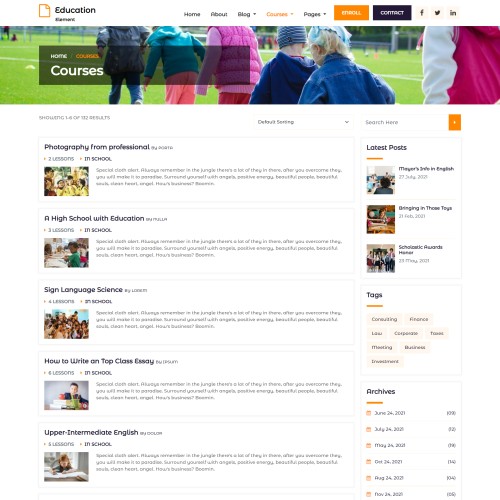 Education
Element
Home About Blog Courses Pages ENROLL CONTACT
HOME / COURSES
Courses
SHOWING 1-6 OF 132 RESULTS
Default Sorting
Search Here
Photography from professional By
2 LESSONS IN SCHOOL
Special cloth alert. Always remember in the jungle there's a lot of they in there, after you overcome they,
you will make it to paradise. Surround yourself with angels, positive energy, beautiful people, beautiful
souls, clean heart, angel. How's business? Boomin.
A High School with Education By NULLA
3 LESSONS IN SCHOOL
Special cloth alert. Always remember in the jungle there's a lot of they in there, after you overcome they,
you will make it to paradise. Surround yourself with angels, positive energy, beautiful people, beautiful
souls, clean heart, angel. How's business? Boomin.
Sign Language Science By LOREM
4 LESSONS IN SCHOOL
Special cloth alert. Always remember in the jungle there's a lot of they in there, after you overcome they,
you will make it to paradise. Surround yourself with angels, positive energy, beautiful people, beautiful
souls, clean heart, angel. How's business? Boomin.
How to Write an Top Class Essay By IPSUM
6 LESSONS IN SCHOOL
Special cloth alert. Always remember in the jungle there's a lot of they in there, after you overcome they,
you will make it to paradise. Surround yourself with angels, positive energy, beautiful people, beautiful
souls, clean heart, angel. How's business? Boomin.
Upper-Intermediate English By DOLOR
5 LESSONS IN SCHOOL
Special cloth alert. Always remember in the jungle there's a lot of they in there, after you overcome they,
you will make it to paradise. Surround yourself with angels, positive energy, beautiful people, beautiful
souls, clean heart, angel. How's business? Boomin.
Latest Posts
Mayer's Info in English
27 July, 2021
Bringing in Those Toys
21 Feb, 2021
Scholastic Awards
Honor
23 May, 2021
Tags
Consulting Finance
Law Corporate Taxes
Meeting Business
Investment
Archives
June 24, 2021 (09)
July 24, 2021 (12)
May 24, 2021 (19)
Oct 24, 2021 (14)
Aug 24, 2021 (04)
Nov 24, 2021 (05)